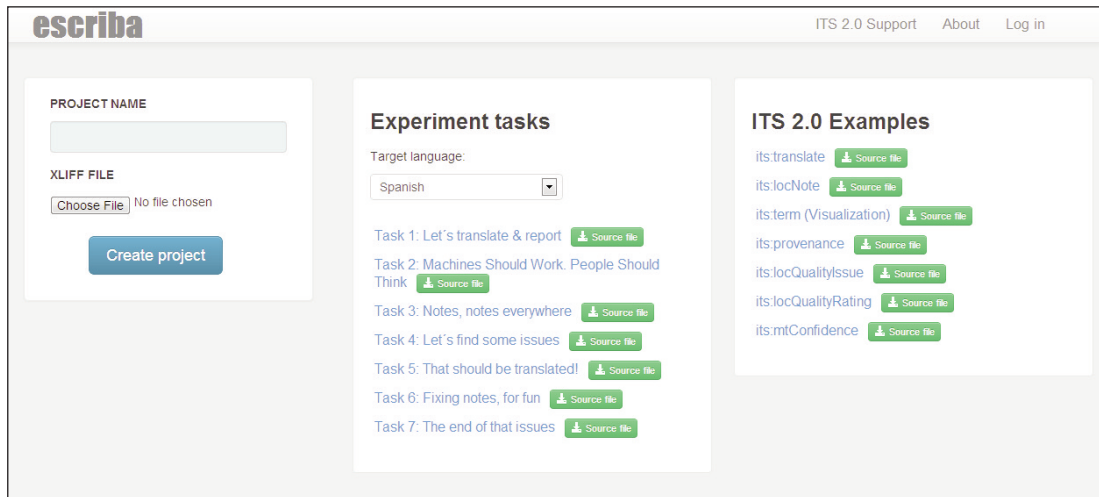 escriba
ITS 2.0 Support About Log in
PROJECT NAME
XLIFF FILE
Choose File No file chosen
Create project
Experiment tasks
Target language:
Spanish
Task 1: Let´s translate & report Source file
Task 2: Machines Should Work. People Should
Think Source file
Task 3: Notes, notes everywhere Source file
Task 4: Let´s find some issues Source file
Task 5: That should be translated! Source file
Task 6: Fixing notes, for fun Source file
Task 7: The end of that issues Source file
ITS 2.0 Examples
its:translate Source file
its:locNote Source file
its:term (Visualization) Source file
its:provenance Source file
its:locQualityIssue Source file
its:locQualityRating Source file
its:mtConfidence Source file